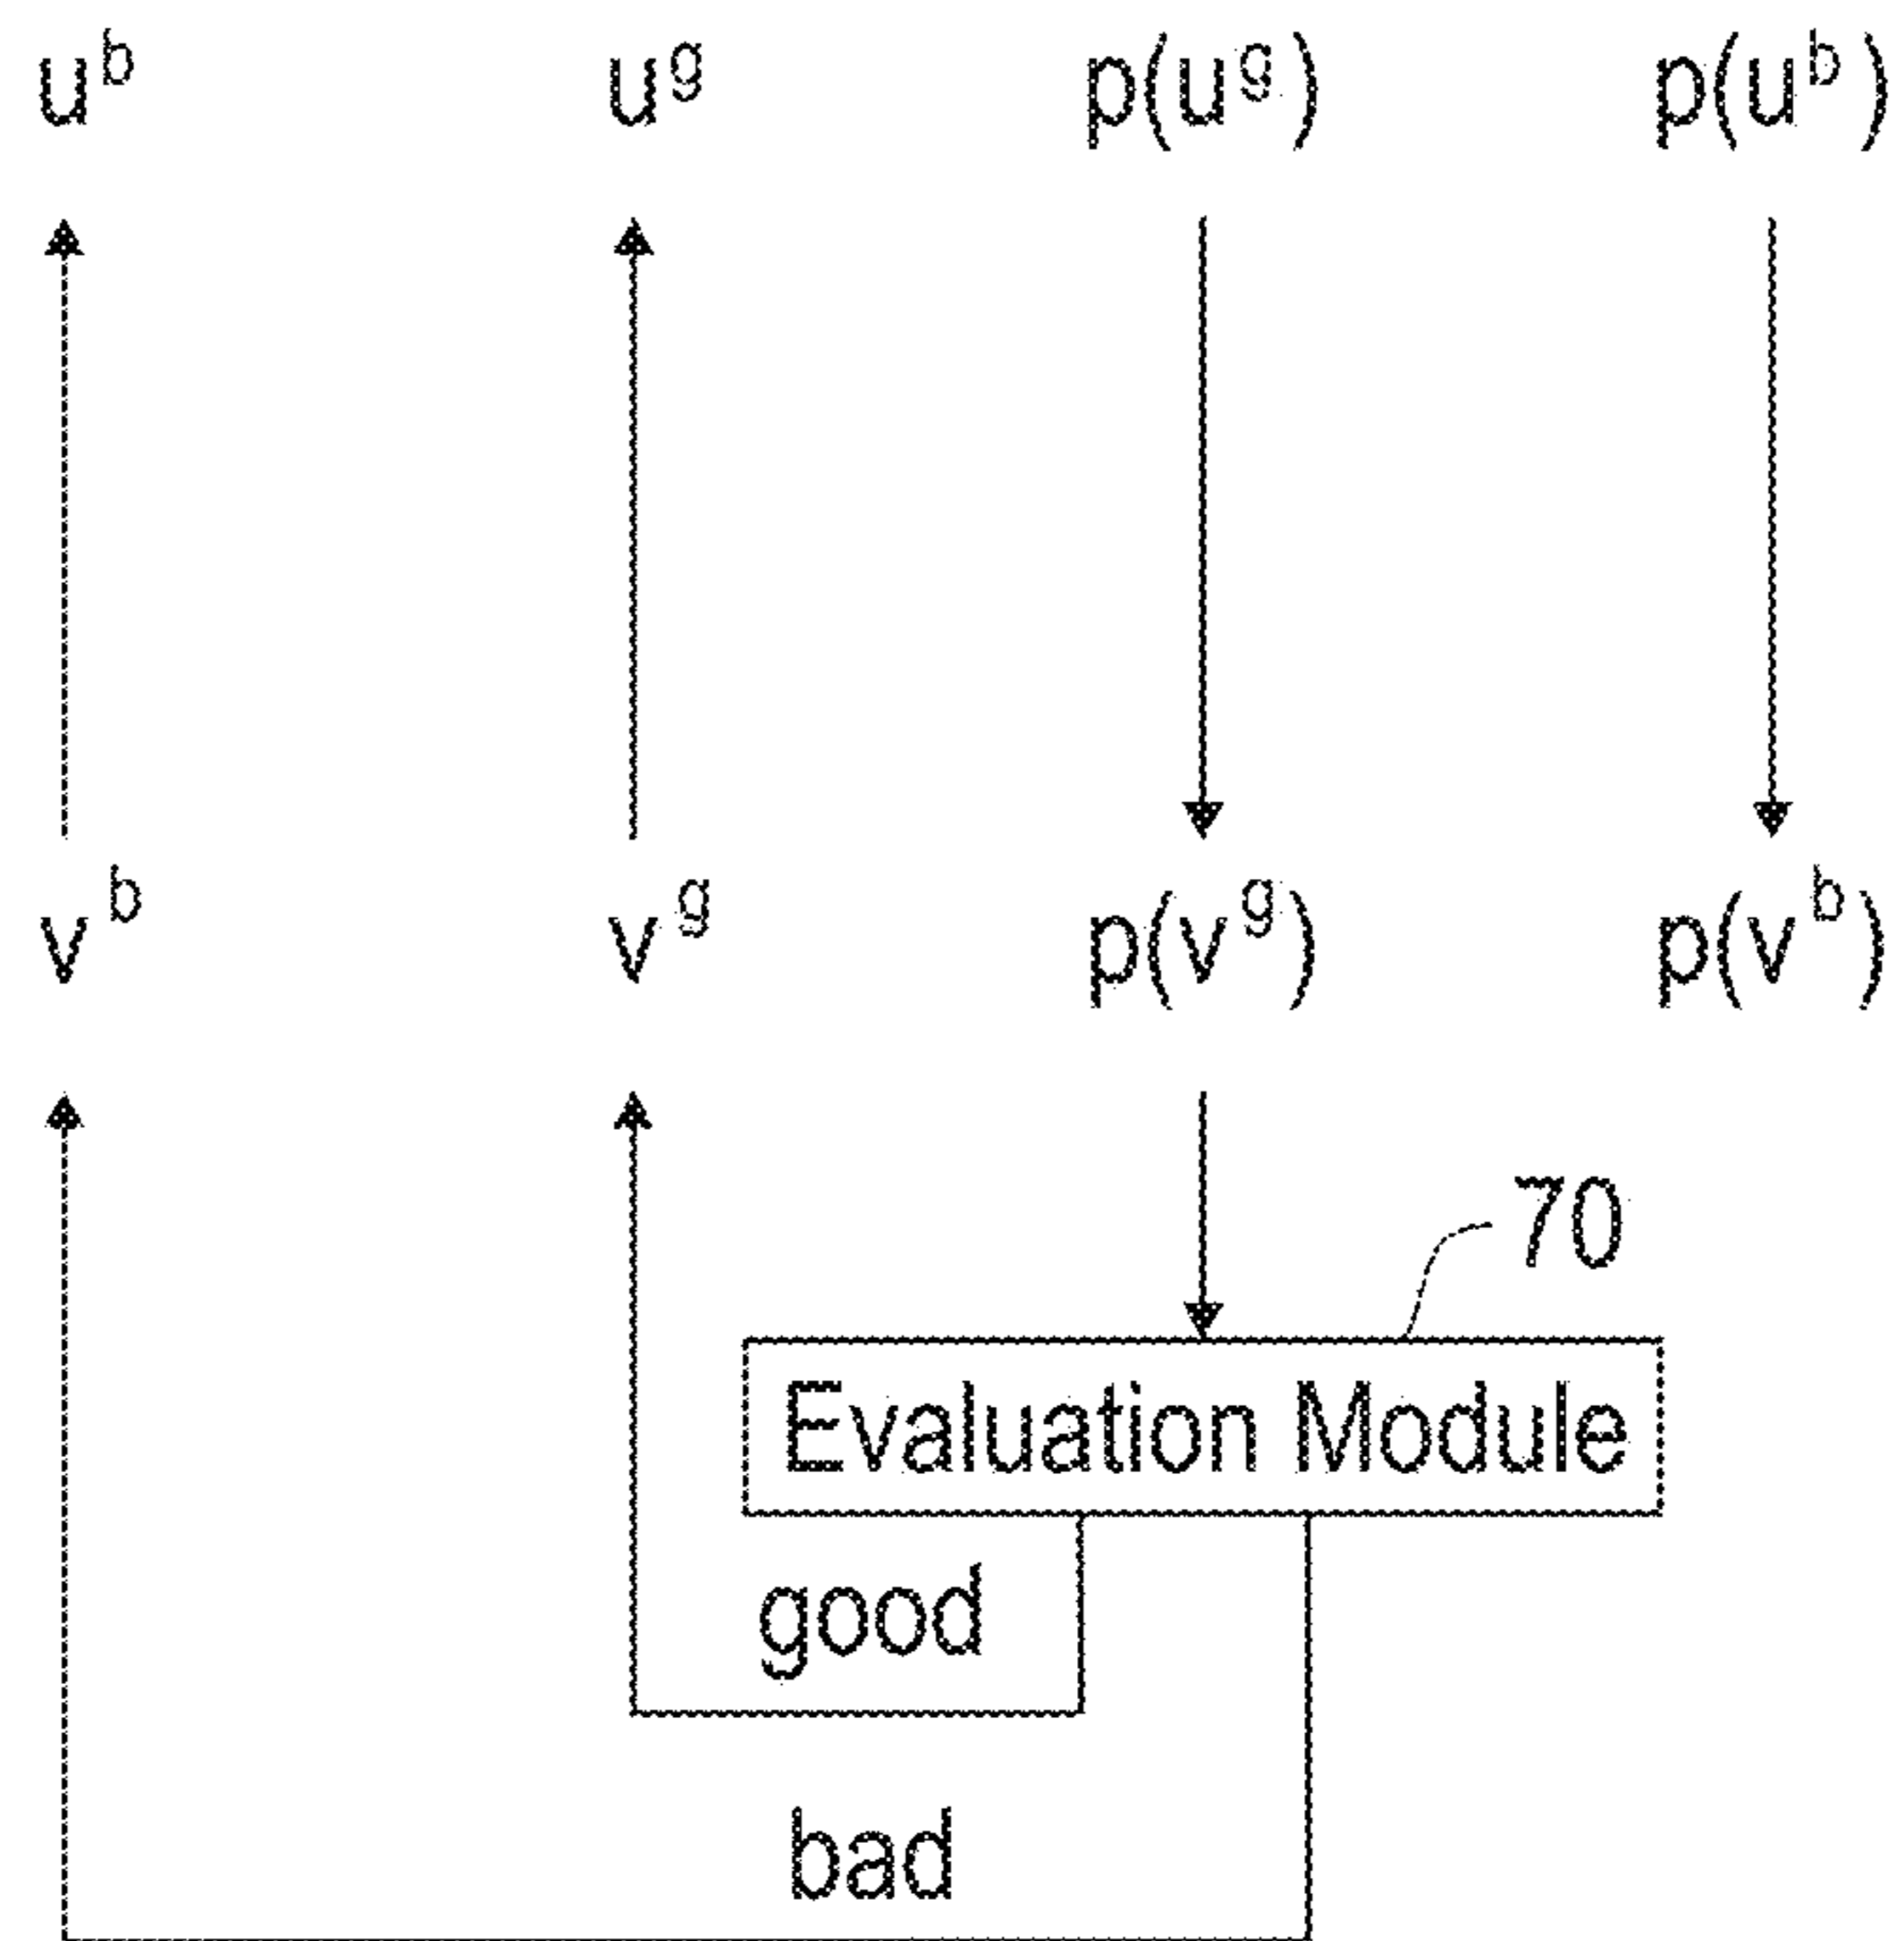 u^b u^g p(u^g) p(u^b)
v^b v^g p(v^g) p(v^b)
70
Evaluation Module
good
bad